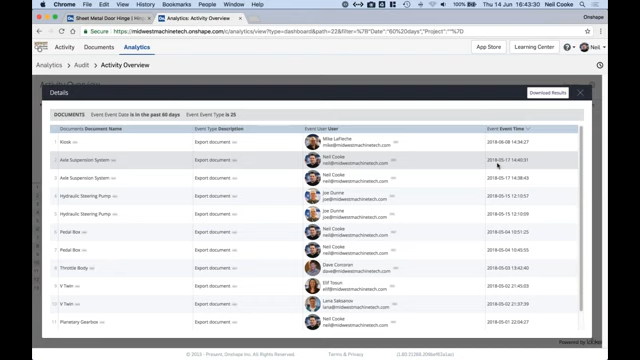 Chrome File Edit View History Bookmarks People Window Help Thu 14 Jun 16:43:30 Neil Cooke
Sheet Metal Door Hinges | Mi
Analytics | Activity Overview
Onshape
Secure https://midwestmachinetech.onshape.com/c/analytics/view?type=dashboard&path=22&filter=%7B"Date":"60%20days","Project":""%7D
Activity Documents Analytics App Store Learning Center Neil
Analytics > Audit > Activity Overview
Details Download Results
DOCUMENTS Event Event Date is in the past 60 days Event Event Type is 25
Documents Document Name Event Type Description Event User User Event Event Time
1 Kiosk Export document Mike LaFleche 2018-06-08 14:34:27
mike@midwestmachinetech.com
2 Axle Suspension System Export document Neil Cooke 2018-05-17 14:40:31
neil@midwestmachinetech.com
3 Axle Suspension System Export document Neil Cooke 2018-05-17 14:38:43
neil@midwestmachinetech.com
4 Hydraulic Steering Pump Export document Joe Dunne 2018-05-15 12:10:57
joe@midwestmachinetech.com
5 Hydraulic Steering Pump Export document Joe Dunne 2018-05-15 12:10:09
joe@midwestmachinetech.com
6 Pedal Box Export document Neil Cooke 2018-05-04 10:51:25
neil@midwestmachinetech.com
7 Pedal Box Export document Neil Cooke 2018-05-04 10:45:55
neil@midwestmachinetech.com
8 Throttle Body Export document Dave Corcoran 2018-05-03 13:42:40
dave@midwestmachinetech.com
9 V Twin Export document Elif Tosun 2018-05-02 21:45:03
elif@midwestmachinetech.com
10 V Twin Export document Lana Saksonov 2018-05-02 21:37:39
lana@midwestmachinetech.com
11 Planetary Gearbox Export document Neil Cooke 2018-05-01 22:04:27
neil@midwestmachinetech.com
Powered by
© 2013 - Present, Onshape Inc. All Rights Reserved. Terms & Privacy